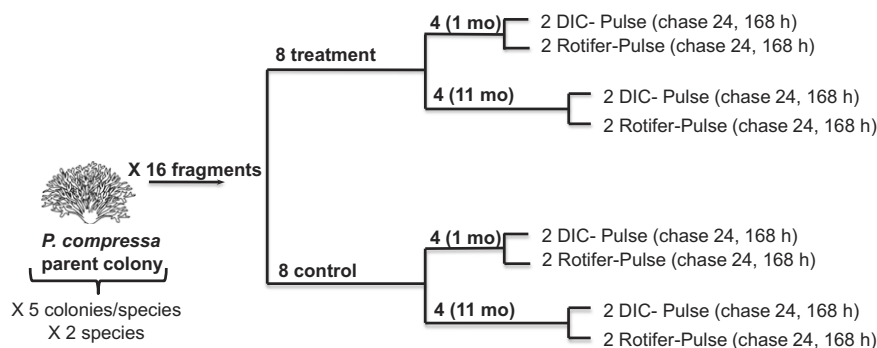 4 (1 mo)
2 DIC- Pulse (chase 24, 168 h)
2 Rotifer-Pulse (chase 24, 168 h)
8 treatment
4 (11 mo)
2 DIC- Pulse (chase 24, 168 h)
2 Rotifer-Pulse (chase 24, 168 h)
X 16 fragments
P. compressa
parent colony
X 5 colonies/species
X 2 species
4 (1 mo)
2 DIC- Pulse (chase 24, 168 h)
2 Rotifer-Pulse (chase 24, 168 h)
8 control
4 (11 mo)
2 DIC- Pulse (chase 24, 168 h)
2 Rotifer-Pulse (chase 24, 168 h)